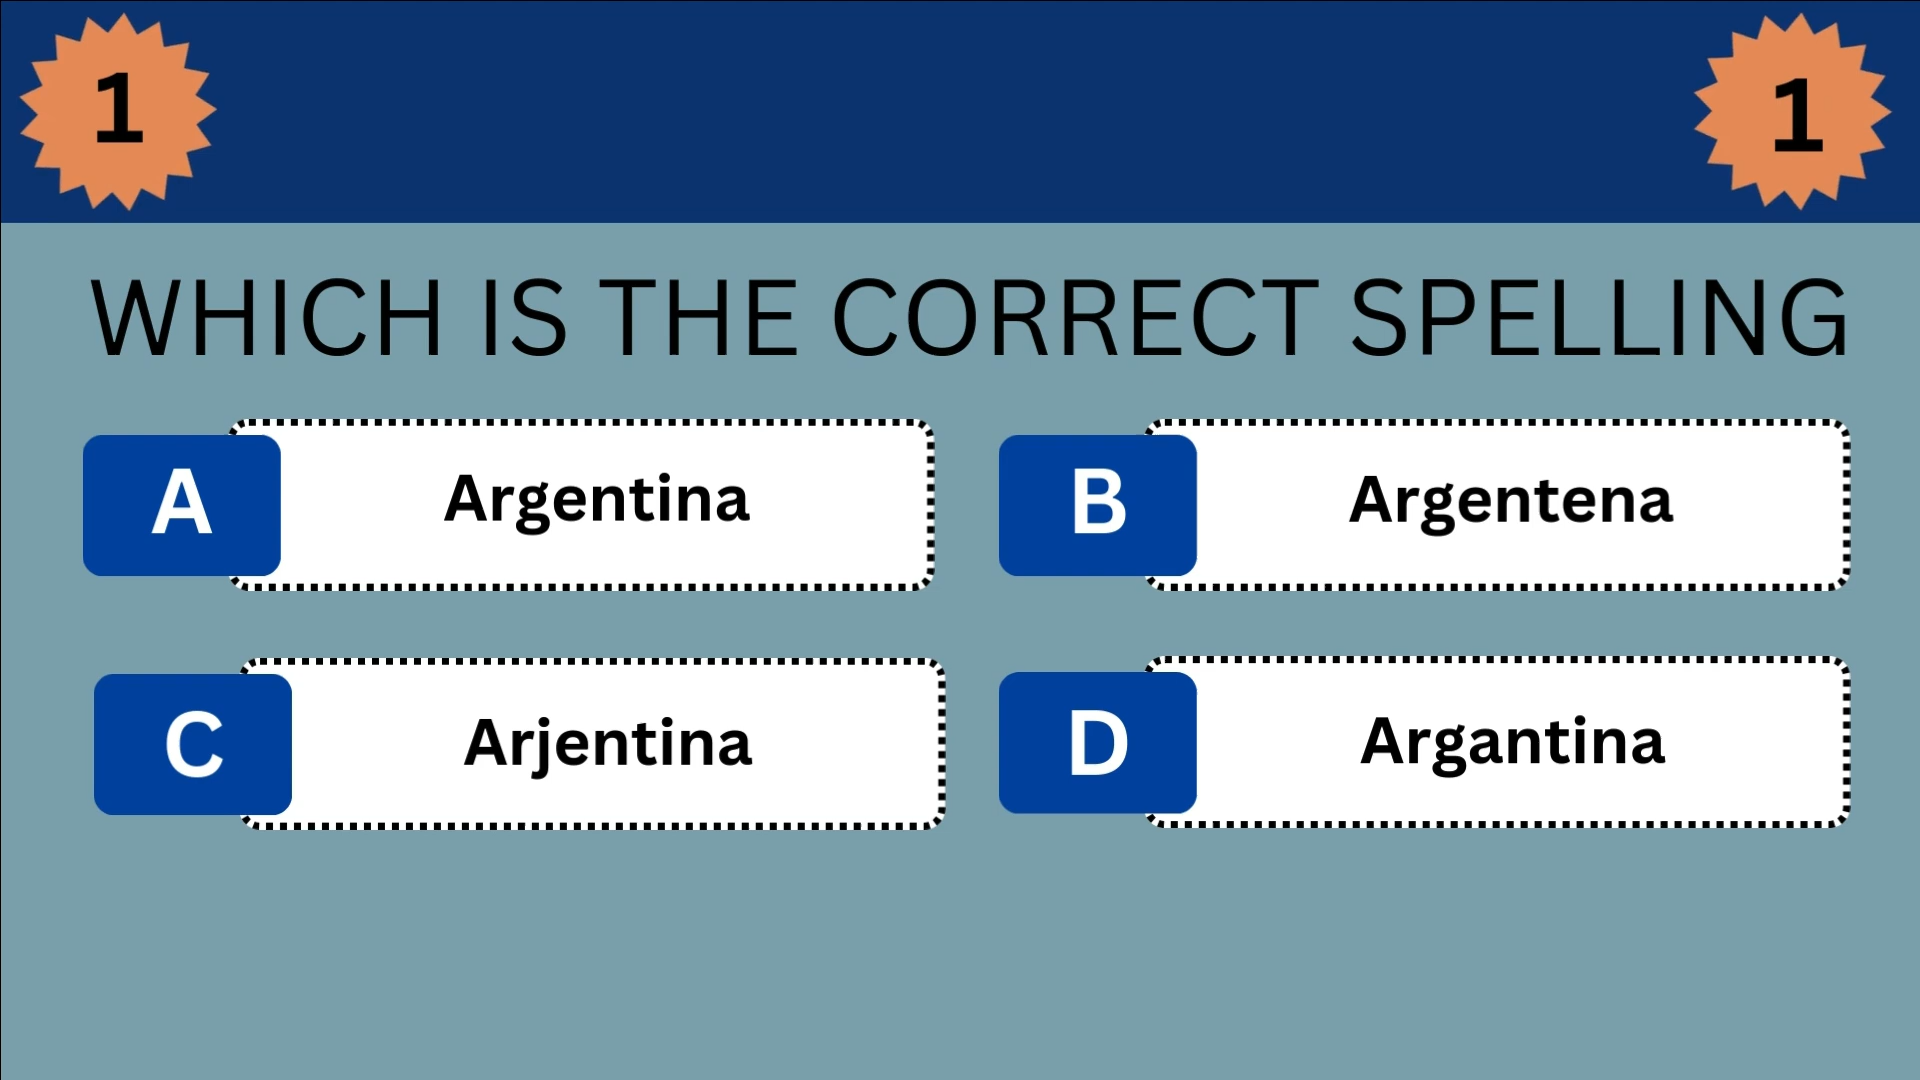 1 1
WHICH IS THE CORRECT SPELLING
A Argentina
B Argentena
C Arjentina
D Argantina